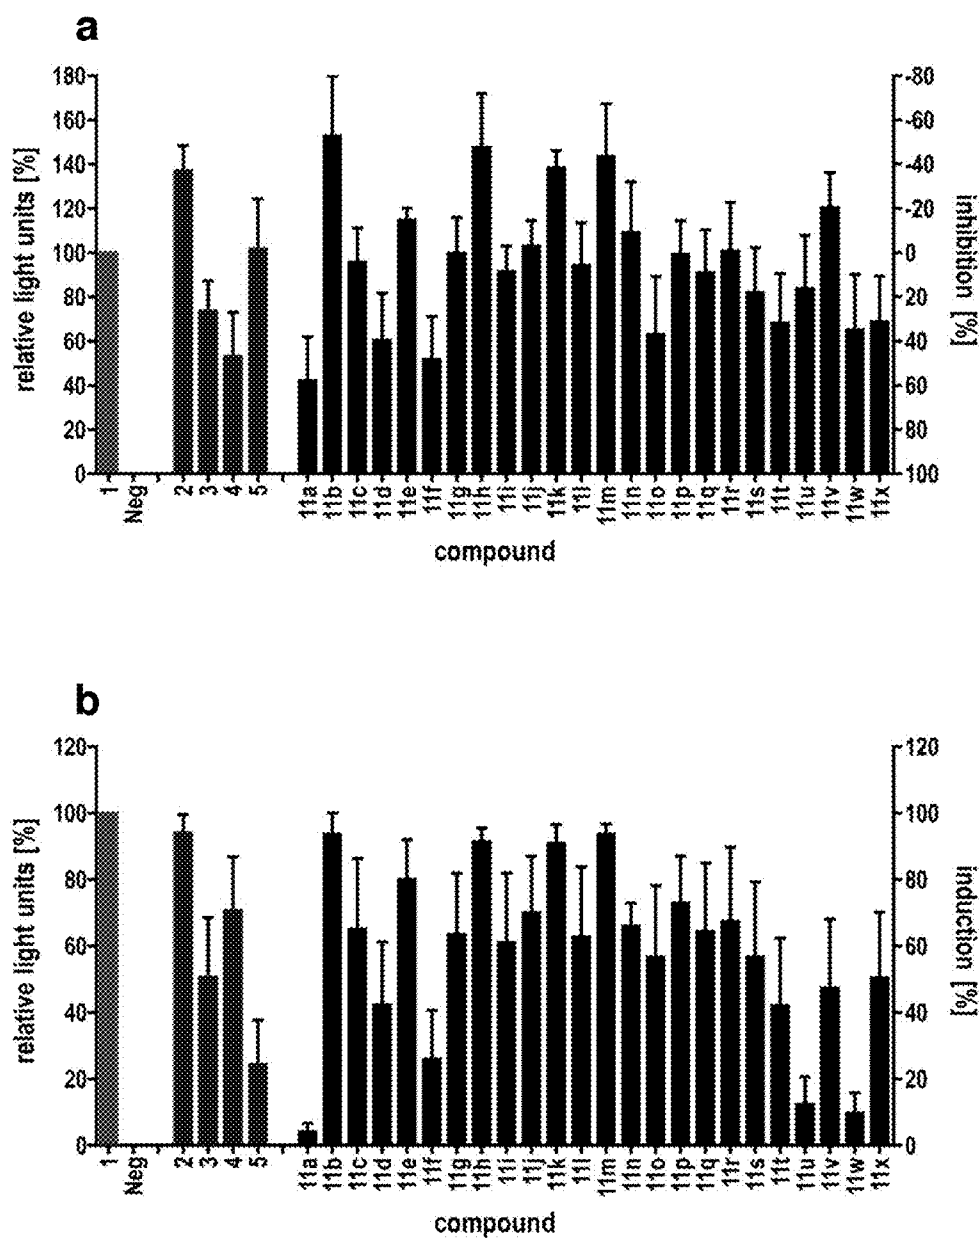 a
180 160 140 120 100 80 60 40 20 0
relative light units [%]
-80 -60 -40 -20 0 20 40 60 80 100
inhibition [%]
1 Neg 2 3 4 5 11a 11b 11c 11d 11e 11f 11g 11h 11i 11j 11k 11l 11m 11n 11o 11p 11q 11r 11s 11t 11u 11v 11w 11x
compound
b
120 100 80 60 40 20 0
relative light units [%]
120 100 80 60 40 20 0
induction [%]
1 Neg 2 3 4 5 11a 11b 11c 11d 11e 11f 11g 11h 11i 11j 11k 11l 11m 11n 11o 11p 11q 11r 11s 11t 11u 11v 11w 11x
compound